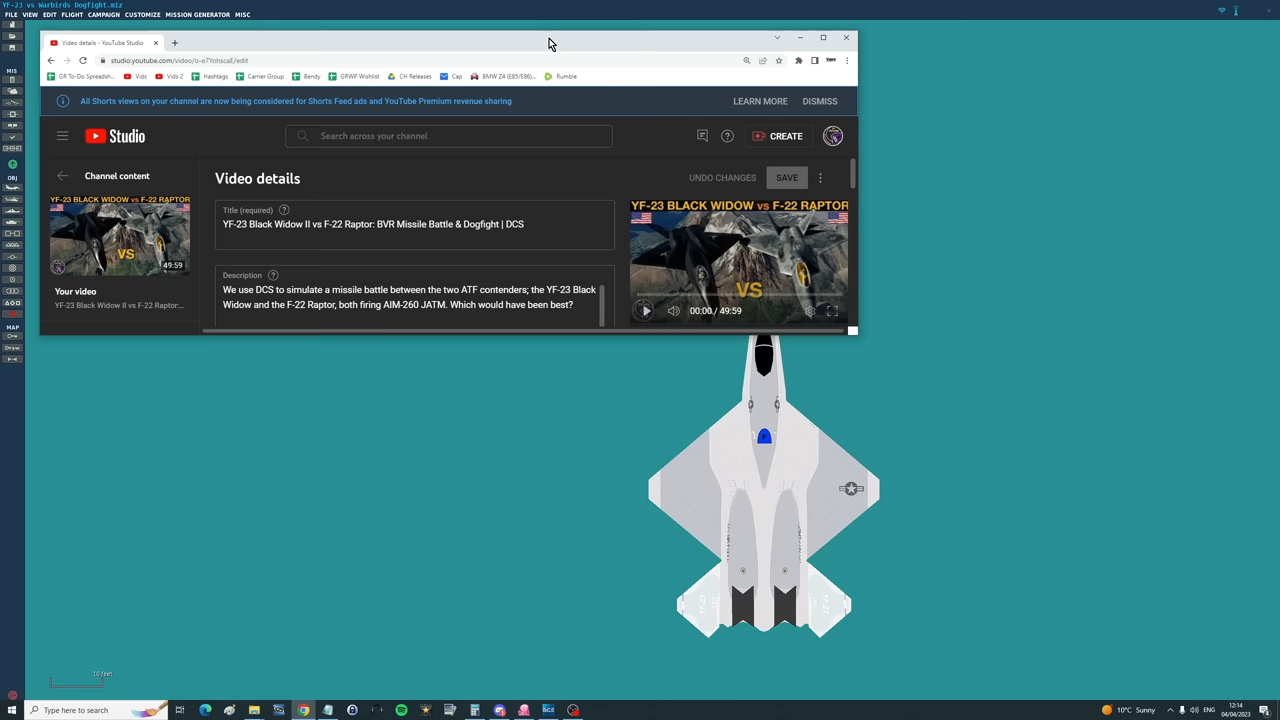 YF-23 vs Warbirds Dogfight.miz
FILE VIEW EDIT FLIGHT CAMPAIGN CUSTOMIZE MISSION GENERATOR MISC
Video details - YouTube Studio
studio.youtube.com/video/o-e7YohscaE/edit
GR To-Do Spreadsh... Vids Vids 2 Hashtags Carrier Group Bendy GRWP Wishlist CH Releases Cap BMW Z4 (E85/E86)... Rumble
All Shorts views on your channel are now being considered for Shorts Feed ads and YouTube Premium revenue sharing LEARN MORE DISMISS
Studio
Search across your channel
CREATE
Channel content
YF-23 BLACK WIDOW vs F-22 RAPTOR
VS
49:59
Your video
YF-23 Black Widow II vs F-22 Raptor:...
Video details
UNDO CHANGES SAVE
Title (required)
YF-23 Black Widow II vs F-22 Raptor: BVR Missile Battle & Dogfight | DCS
Description
We use DCS to simulate a missile battle between the two ATF contenders; the YF-23 Black
Widow and the F-22 Raptor, both firing AIM-260 JATM. Which would have been best?
YF-23 BLACK WIDOW vs F-22 RAPTOR
VS
00:00 / 49:59
MIS
OBJ
MAP
Draw
F
YF-23
YF-23
10 feet
Type here to search
10°C Sunny
ENG
12:14
04/04/2023